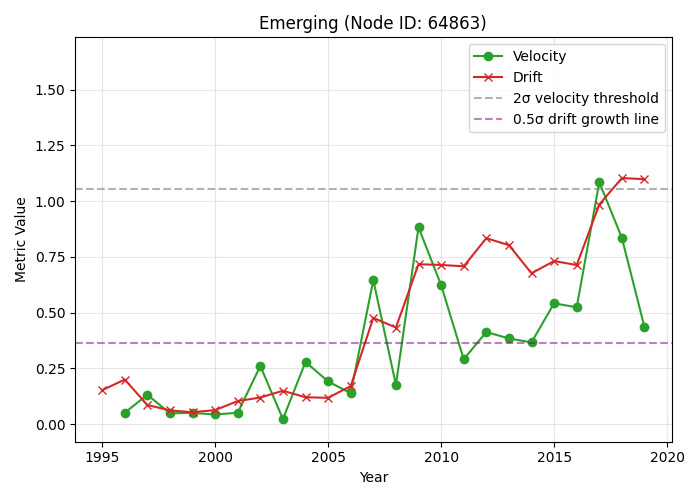 Emerging (Node ID: 64863)
Velocity
Drift
2σ velocity threshold
0.5σ drift growth line
Metric Value
1.50
1.25
1.00
0.75
0.50
0.25
0.00
1995 2000 2005 2010 2015 2020
Year